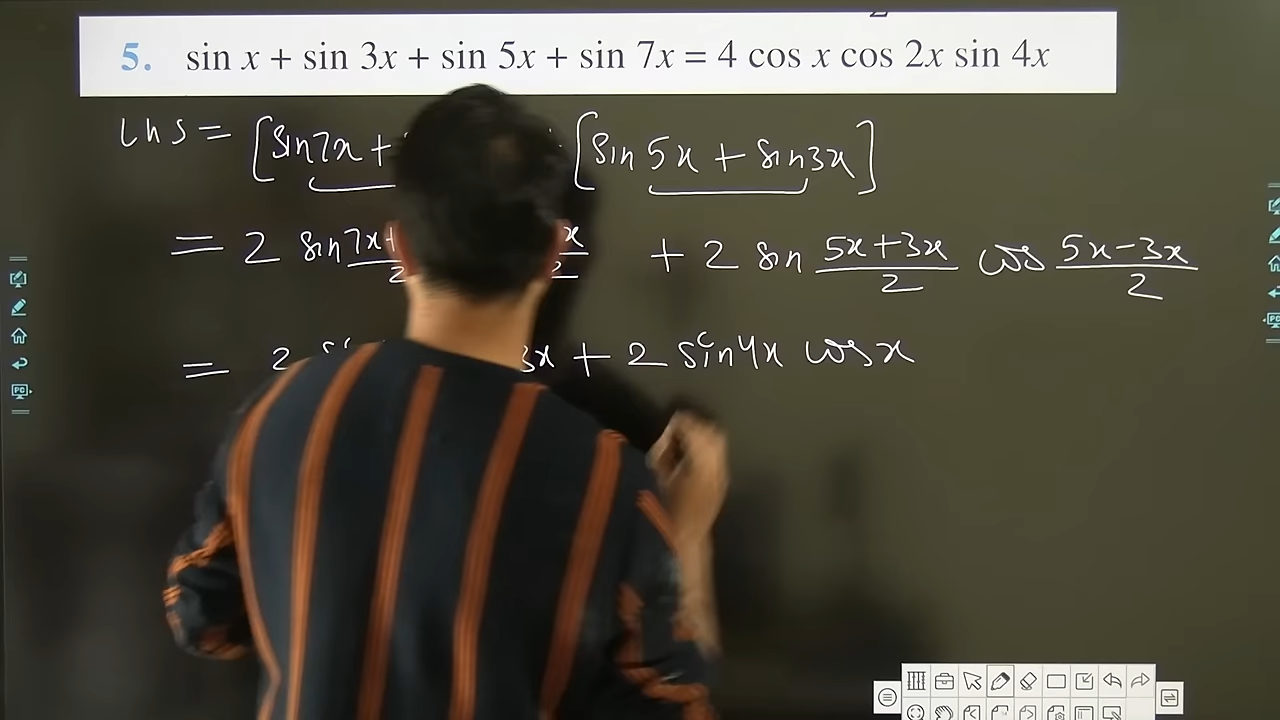 5. sin x + sin 3x + sin 5x + sin 7x = 4 cos x cos 2x sin 4x
LHS = [sin7x + [sin 5x + sin3x]
= 2 sin 7x+ x/2 + 2 sin (5x+3x)/2 cos (5x-3x)/2
= 2 3x + 2 sin4x cosx